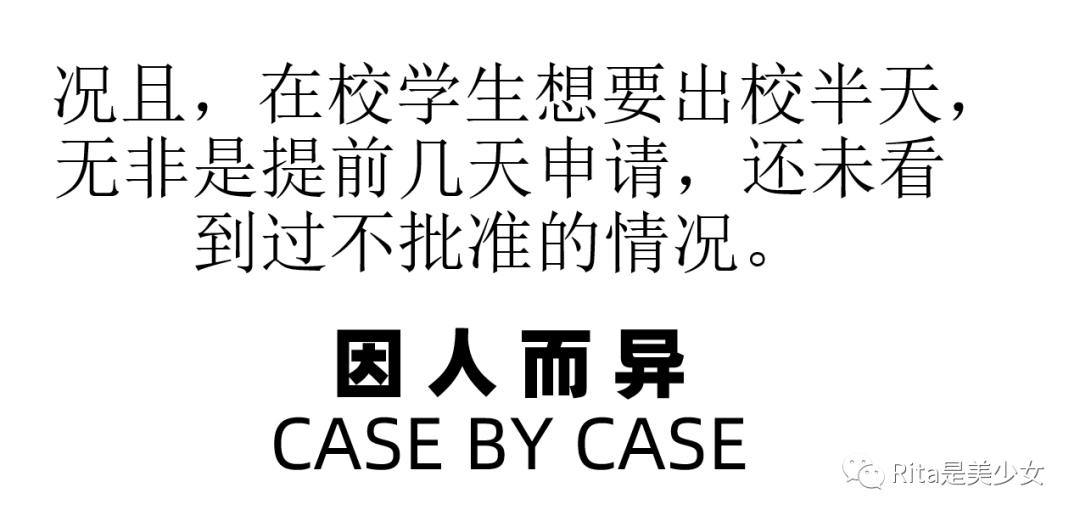 况且，在校学生想要出校半天，
无非是提前几天申请，还未看
到过不批准的情况。
因人而异
CASE BY CASE
Rita是美少女